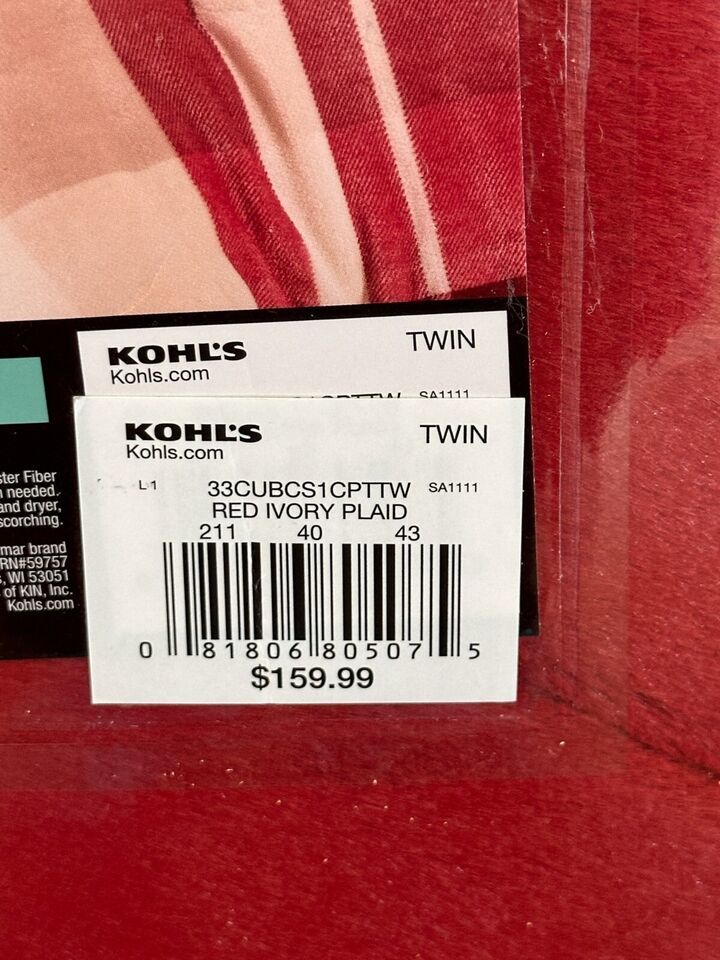 KOHL'S
TWIN
Kohls.com
SA1111
KOHL'S
TWIN
Kohls.com
L-1
33CUBCS1CPTTW
SA1111
RED IVORY PLAID
211 40 43
0 81806 80507 5
$159.99
ster Fiber
needed.
and dryer,
scorching.
mar brand
RN#59757
, WI 53051
of KIN, Inc.
Kohls.com